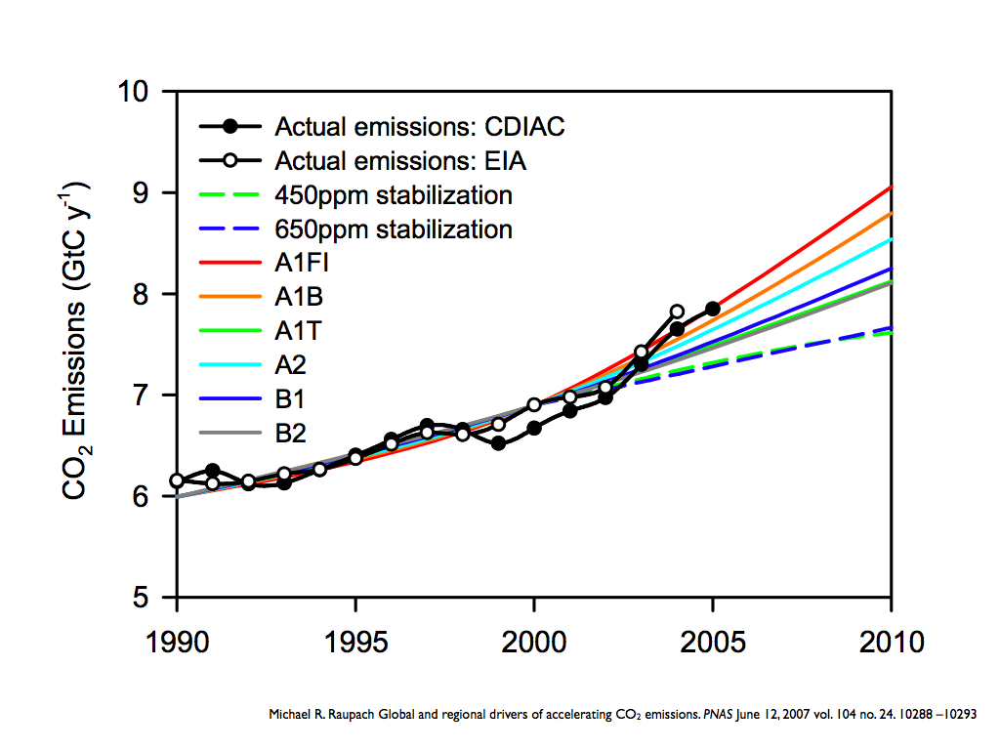 10
9
8
7
6
5
CO₂ Emissions (GtC y⁻¹)
Actual emissions: CDIAC
Actual emissions: EIA
450ppm stabilization
650ppm stabilization
A1FI
A1B
A1T
A2
B1
B2
1990 1995 2000 2005 2010
Michael R. Raupach Global and regional drivers of accelerating CO₂ emissions. PNAS June 12, 2007 vol. 104 no. 24. 10288 –10293